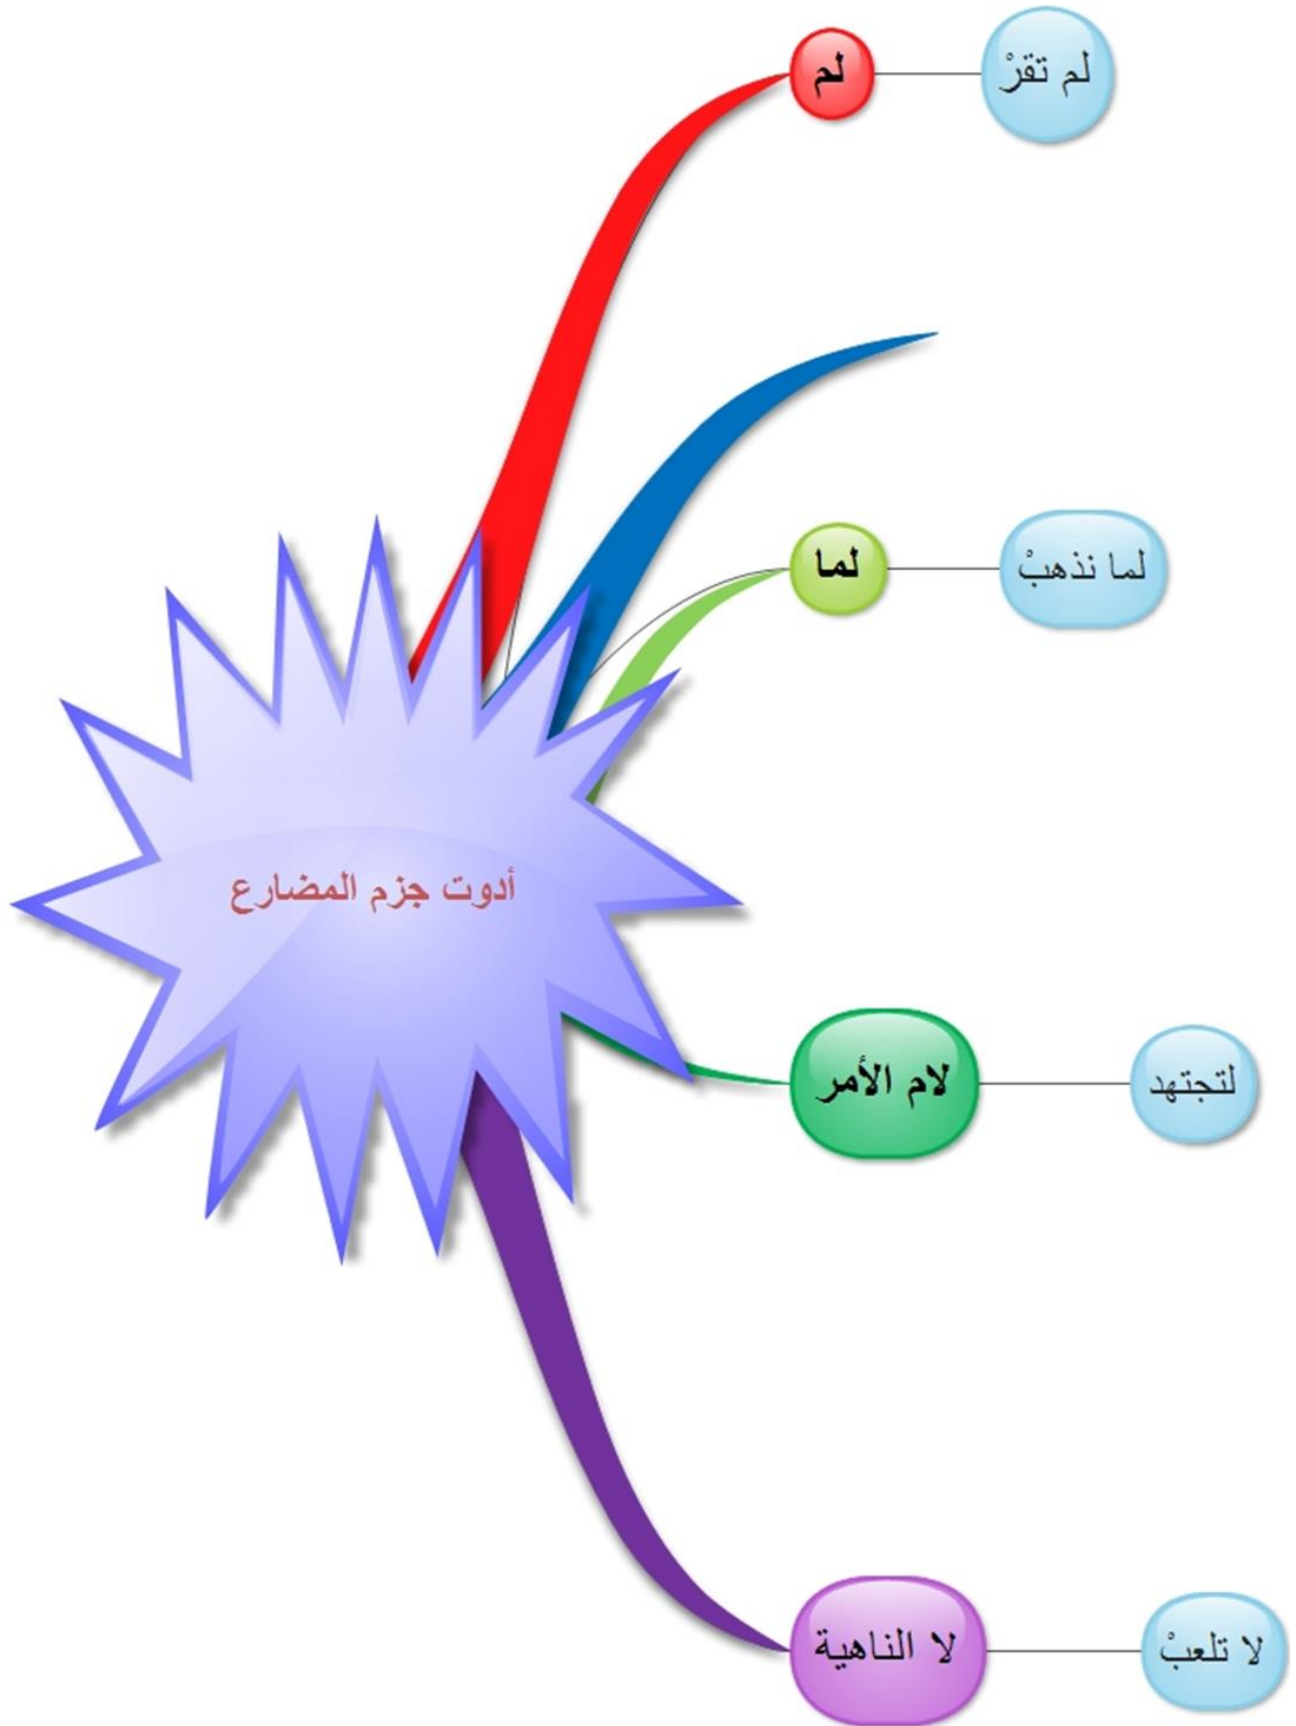 لم
لم تقرْ
لما
لما نذهبْ
أدوت جزم المضارع
لام الأمر
لتجتهد
لا الناهية
لا تلعبْ